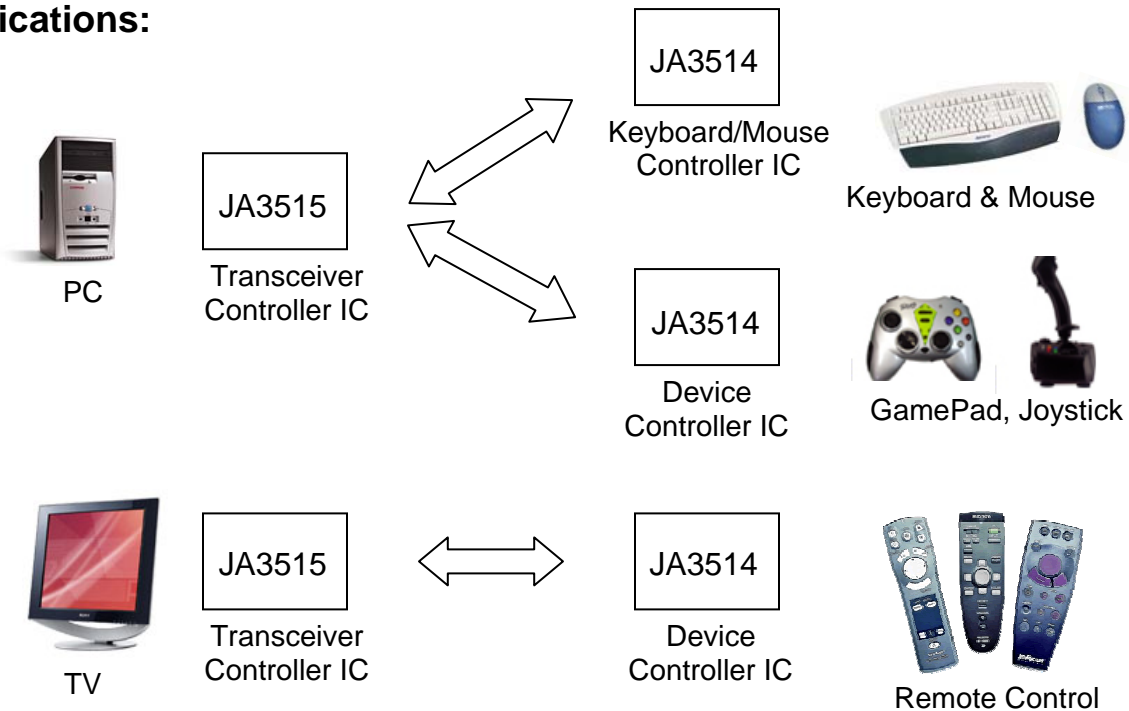 ications:
JA3514
Keyboard/Mouse
Controller IC
Keyboard & Mouse
JA3515
Transceiver
Controller IC
PC
JA3514
Device
Controller IC
GamePad, Joystick
JA3515
Transceiver
Controller IC
TV
JA3514
Device
Controller IC
Remote Control